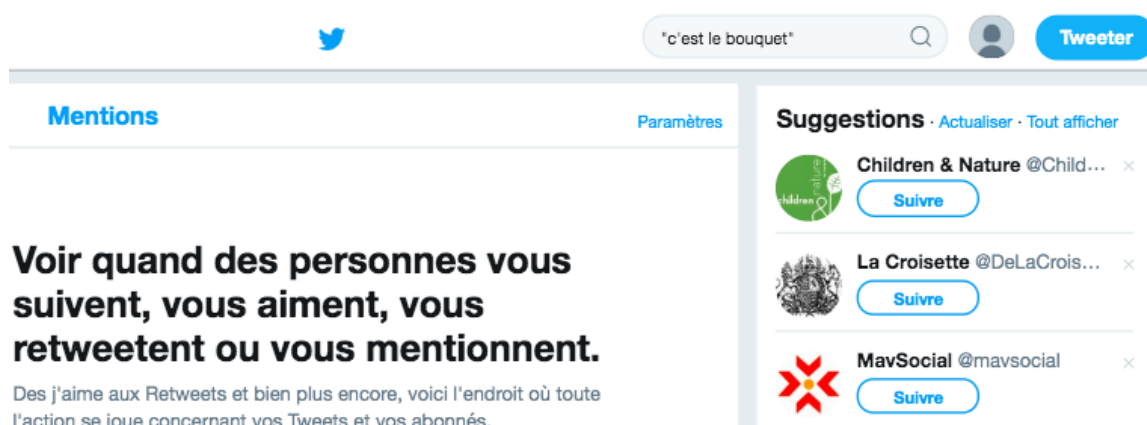 "c'est le bouquet"
Tweeter
Mentions
Paramètres
Voir quand des personnes vous
suivent, vous aiment, vous
retweetent ou vous mentionnent.
Des j'aime aux Retweets et bien plus encore, voici l'endroit où toute
l'action se joue concernant vos Tweets et vos abonnés.
Suggestions · Actualiser · Tout afficher
children & nature
Children & Nature @Child... ×
Suivre
La Croisette @DeLaCrois... ×
Suivre
MavSocial @mavsocial ×
Suivre